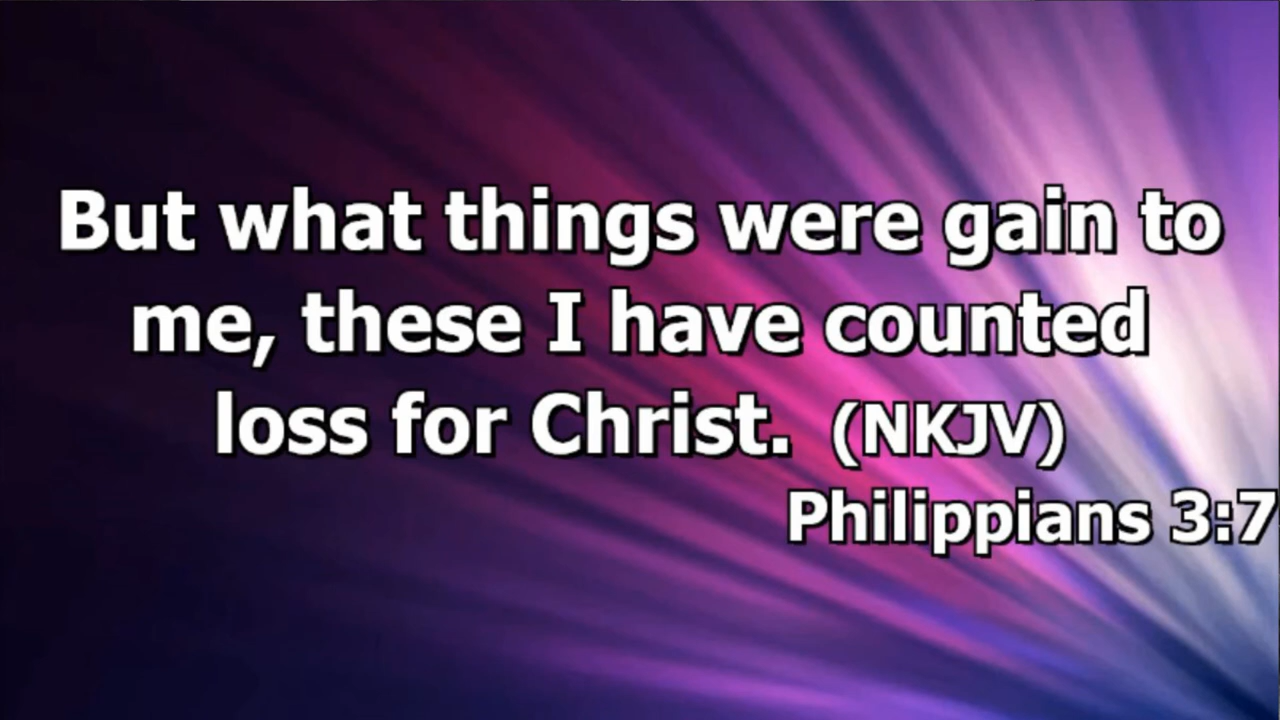 But what things were gain to
me, these I have counted
loss for Christ. (NKJV)
Philippians 3:7